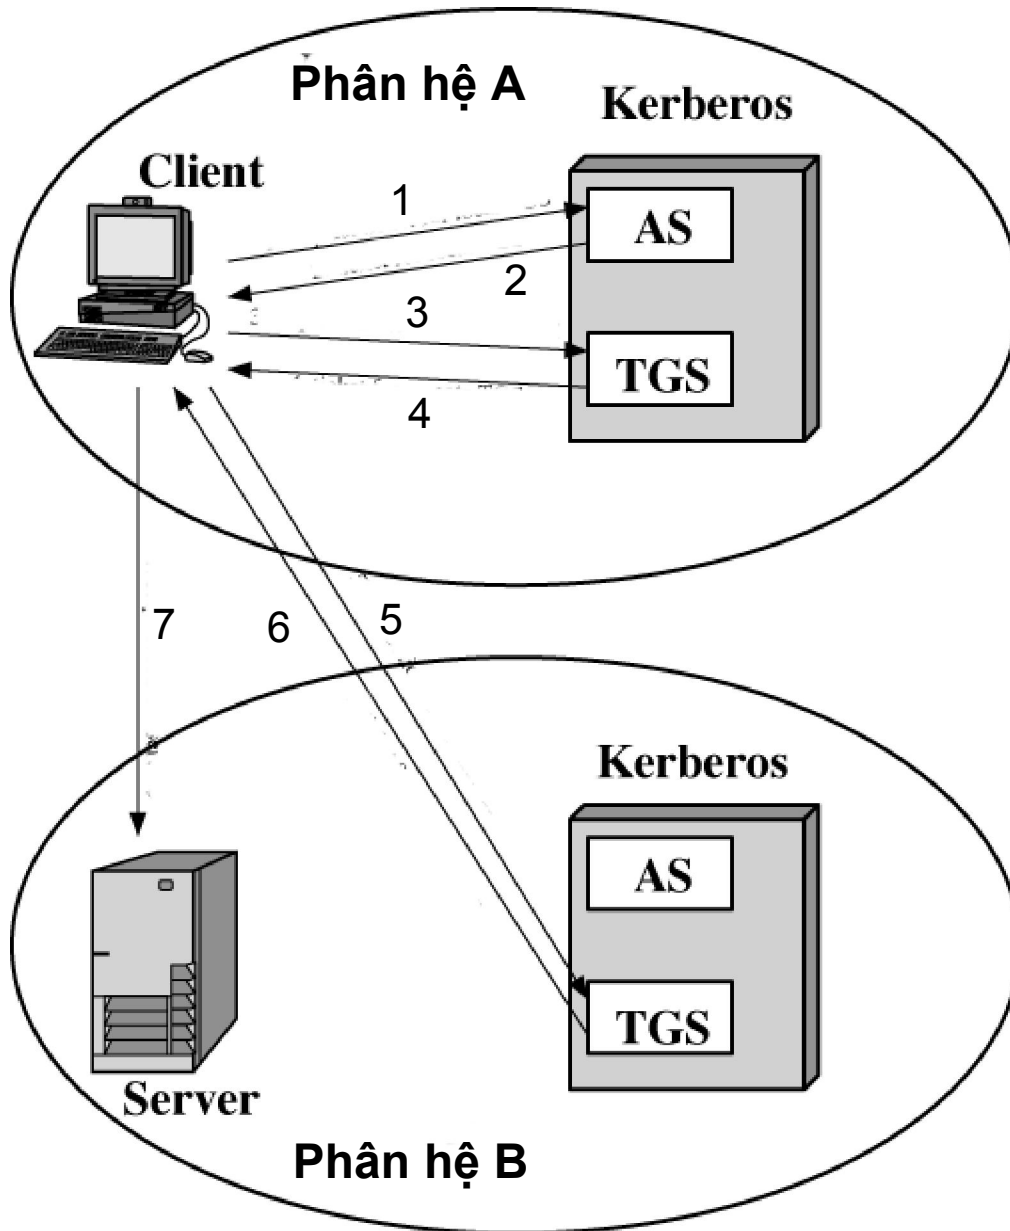 Phân hệ A
Kerberos
Client
1
AS
2
3
TGS
4
7
6
5
Kerberos
AS
TGS
Server
Phân hệ B